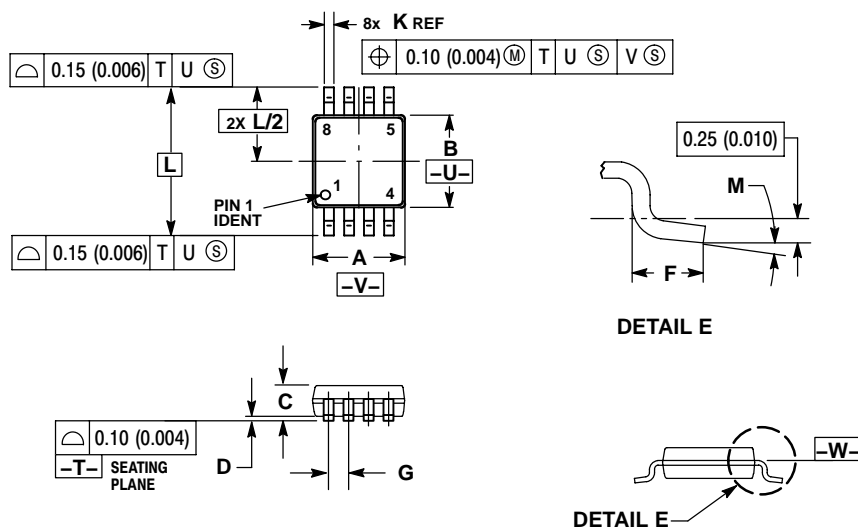 8x K REF
⌖ 0.10 (0.004) Ⓜ T U Ⓢ V Ⓢ
⌓ 0.15 (0.006) T U Ⓢ
2X L/2
8 5
B
-U-
L
1
4
PIN 1
IDENT
⌓ 0.15 (0.006) T U Ⓢ
A
-V-
0.25 (0.010)
M
F
DETAIL E
C
⌓ 0.10 (0.004)
-T- SEATING
PLANE
D
G
-W-
DETAIL E